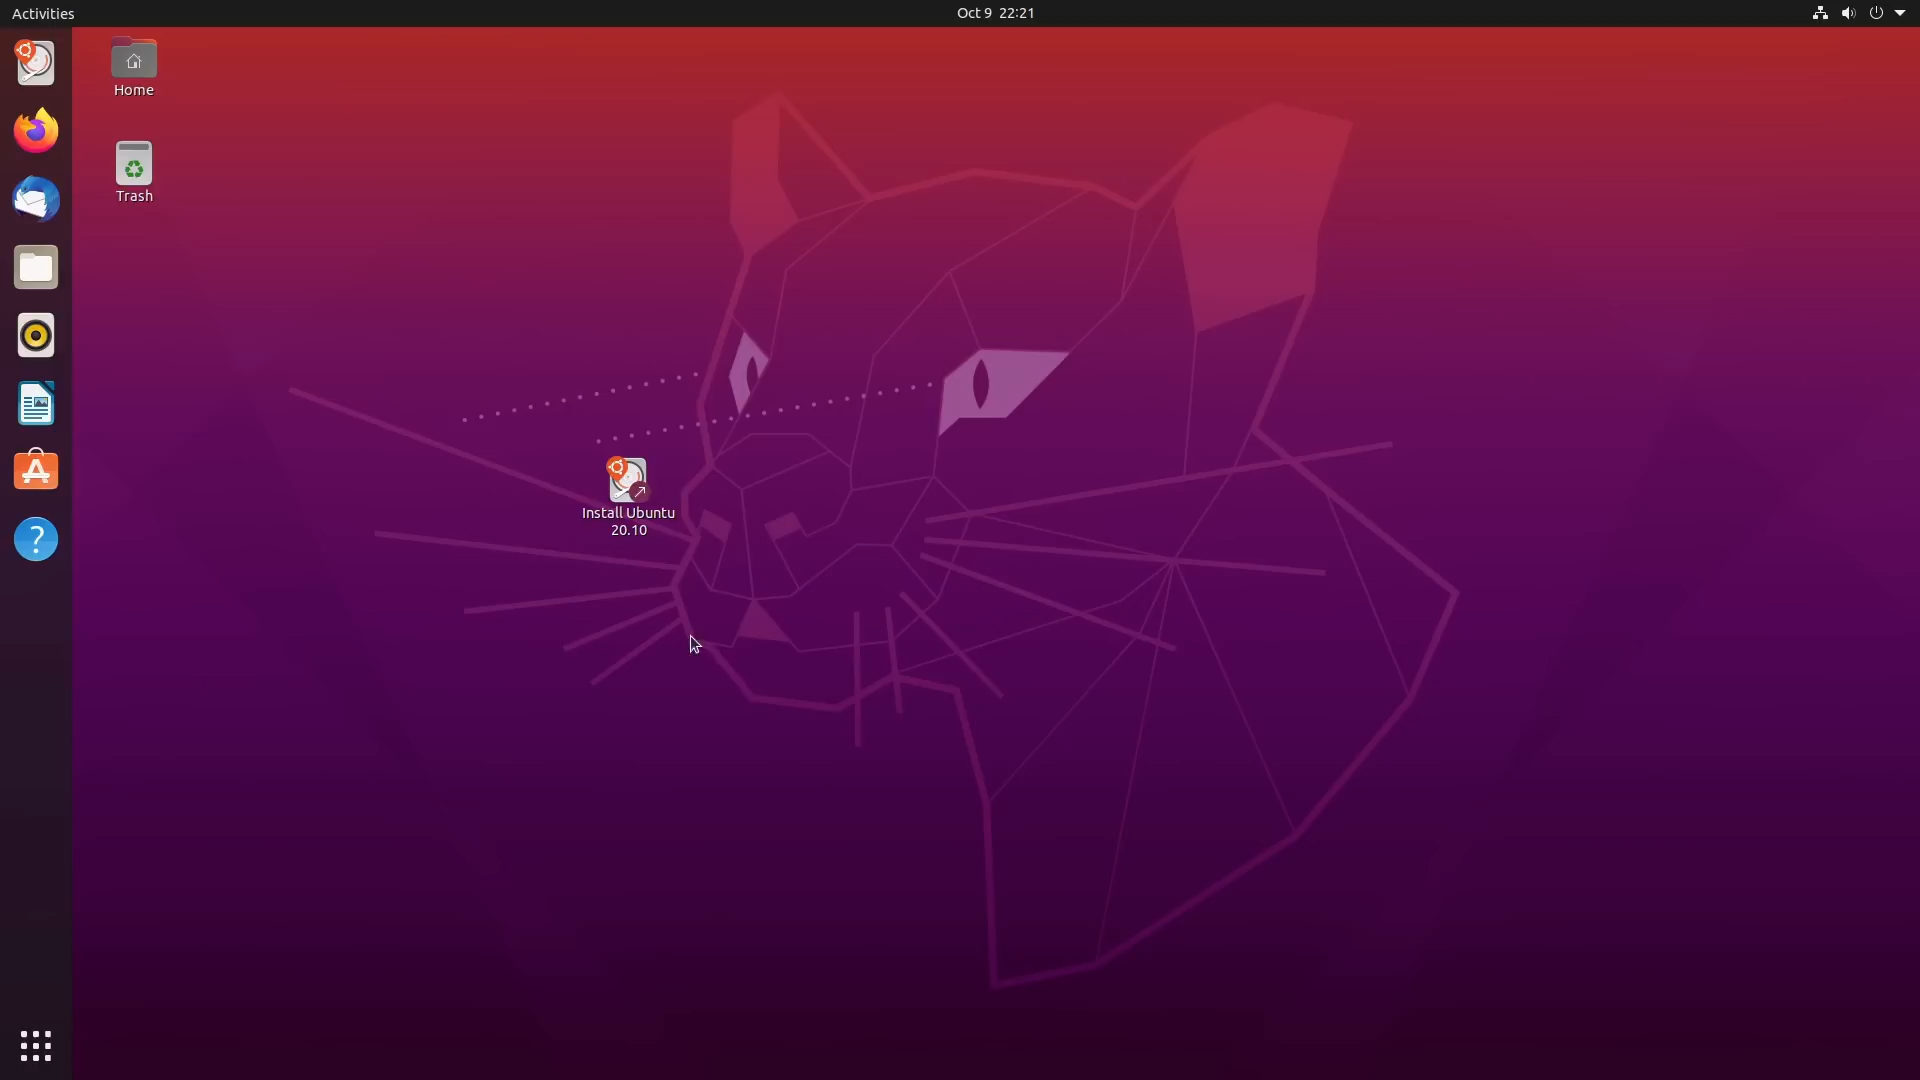 Activities
Oct 9 22:21
Home
Trash
Install Ubuntu
20.10